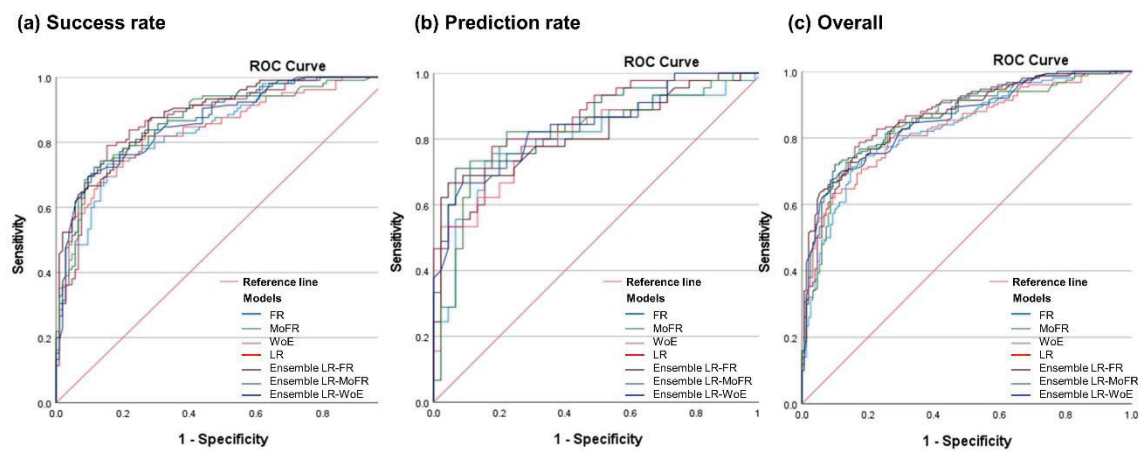 (a) Success rate
ROC Curve
1.0
0.8
0.6
0.4
0.2
0.0
Sensitivity
0.0 0.2 0.4 0.6 0.8
1 - Specificity
Reference line
Models
FR
MoFR
WoE
LR
Ensemble LR-FR
Ensemble LR-MoFR
Ensemble LR-WoE
(b) Prediction rate
ROC Curve
1.0
0.8
0.6
0.4
0.2
0.0
Sensitivity
0.0 0.2 0.4 0.6 0.8 1
1 - Specificity
Reference line
Models
FR
MoFR
WoE
LR
Ensemble LR-FR
Ensemble LR-MoFR
Ensemble LR-WoE
(c) Overall
ROC Curve
1.0
0.8
0.6
0.4
0.2
0.0
Sensitivity
0.0 0.2 0.4 0.6 0.8 1.0
1 - Specificity
Reference line
Models
FR
MoFR
WoE
LR
Ensemble LR-FR
Ensemble LR-MoFR
Ensemble LR-WoE